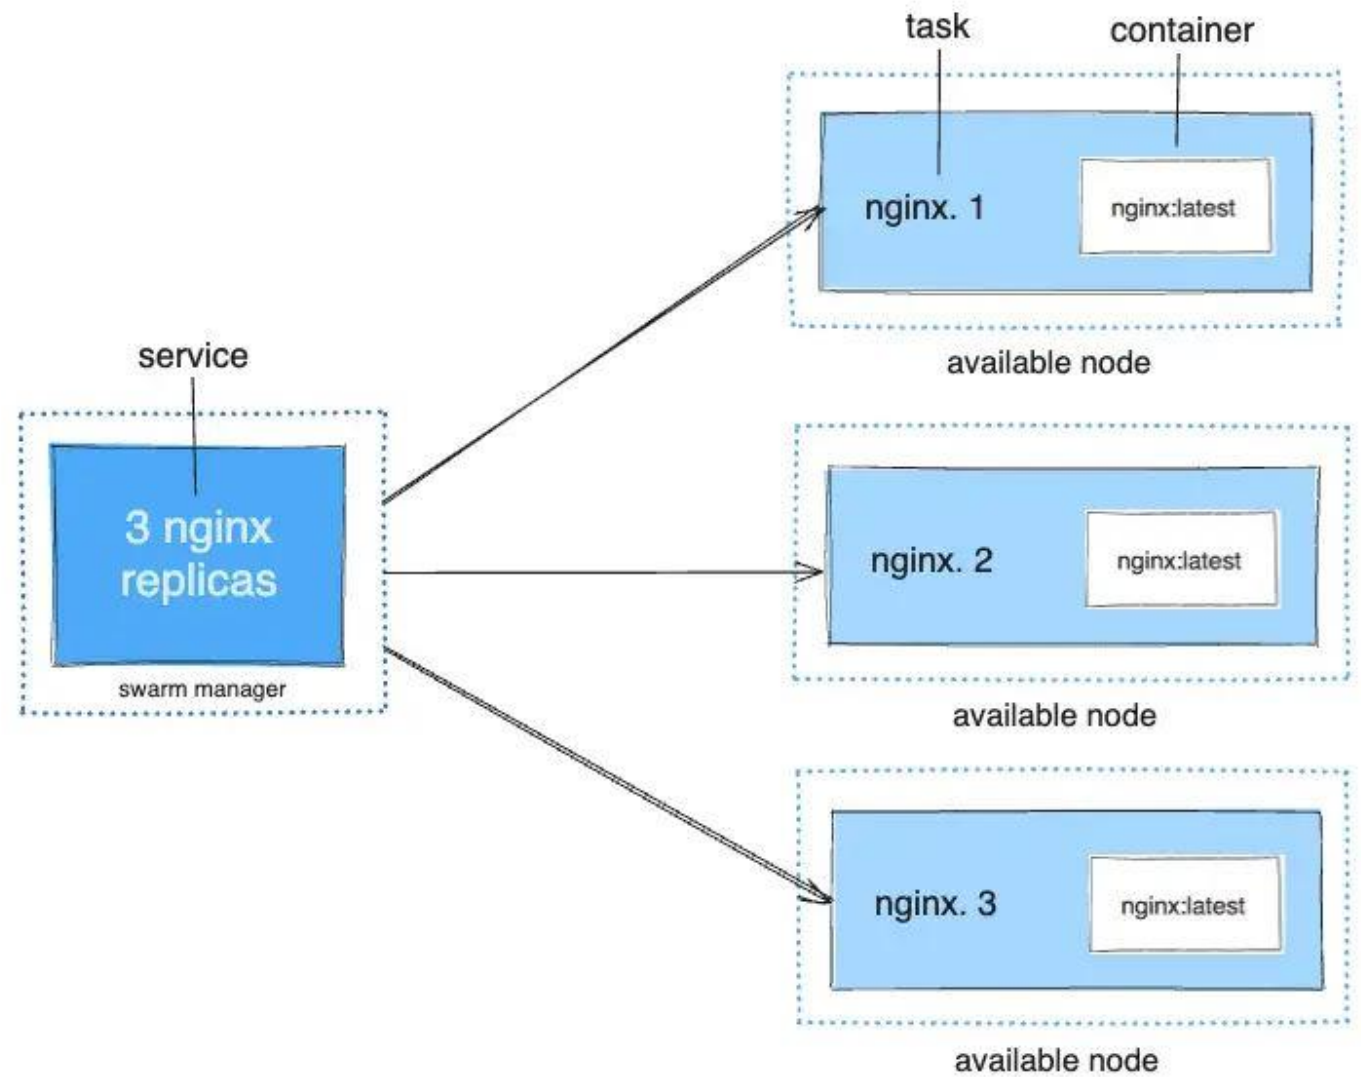 task
container
nginx. 1
nginx:latest
available node
service
3 nginx
replicas
swarm manager
nginx. 2
nginx:latest
available node
nginx. 3
nginx:latest
available node